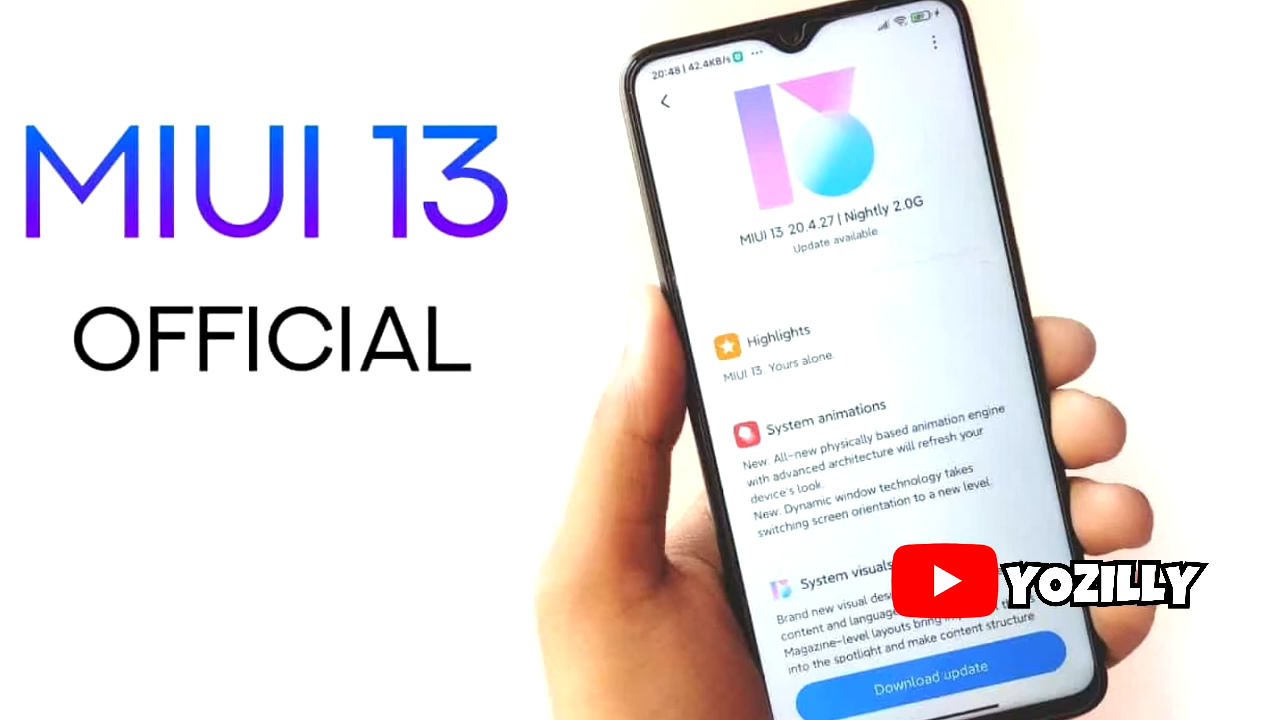 MIUI 13
OFFICIAL
20:48 | 42.4KB/s
MIUI 13 20.4.27 | Nightly 2.0G
Update available
Highlights
MIUI 13. Yours alone.
System animations
New: All-new physically based animation engine
with advanced architecture will refresh your
device's look.
New: Dynamic window technology takes
switching screen orientation to a new level.
System visuals
Brand new visual
content and
Magazine-level layouts bring
into the spotlight and make content structure
Download update
YOZILLY